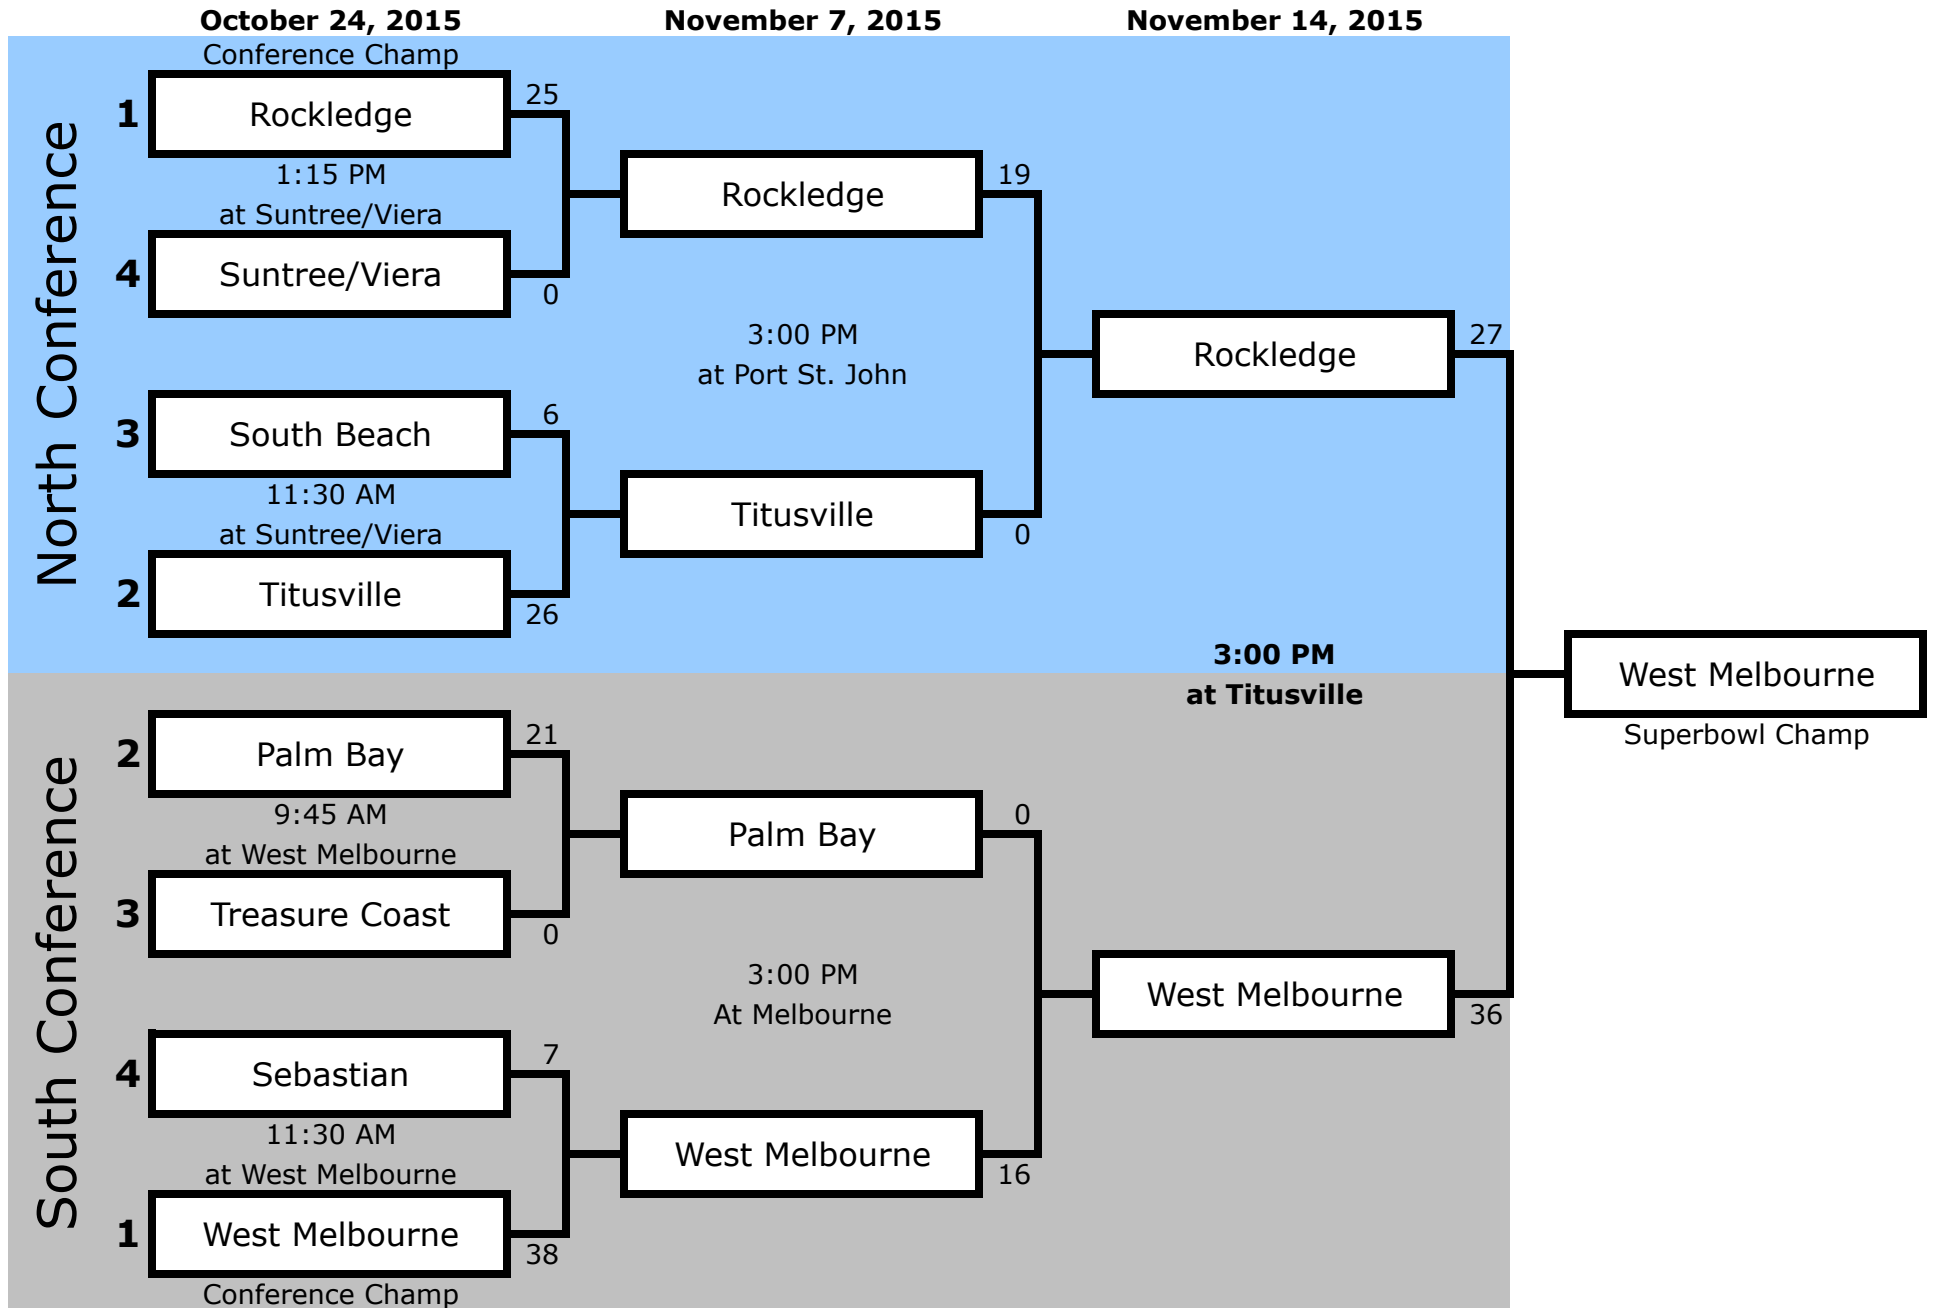 October 24, 2015
November 7, 2015
November 14, 2015
North Conference
Conference Champ
1
Rockledge
25
1:15 PM
at Suntree/Viera
4
Suntree/Viera
0
3
South Beach
6
11:30 AM
at Suntree/Viera
2
Titusville
26
Rockledge
19
3:00 PM
at Port St. John
Titusville
0
Rockledge
27
3:00 PM
at Titusville
South Conference
2
Palm Bay
21
9:45 AM
at West Melbourne
3
Treasure Coast
0
4
Sebastian
7
11:30 AM
at West Melbourne
1
West Melbourne
38
Conference Champ
Palm Bay
0
3:00 PM
At Melbourne
West Melbourne
16
West Melbourne
36
West Melbourne
Superbowl Champ